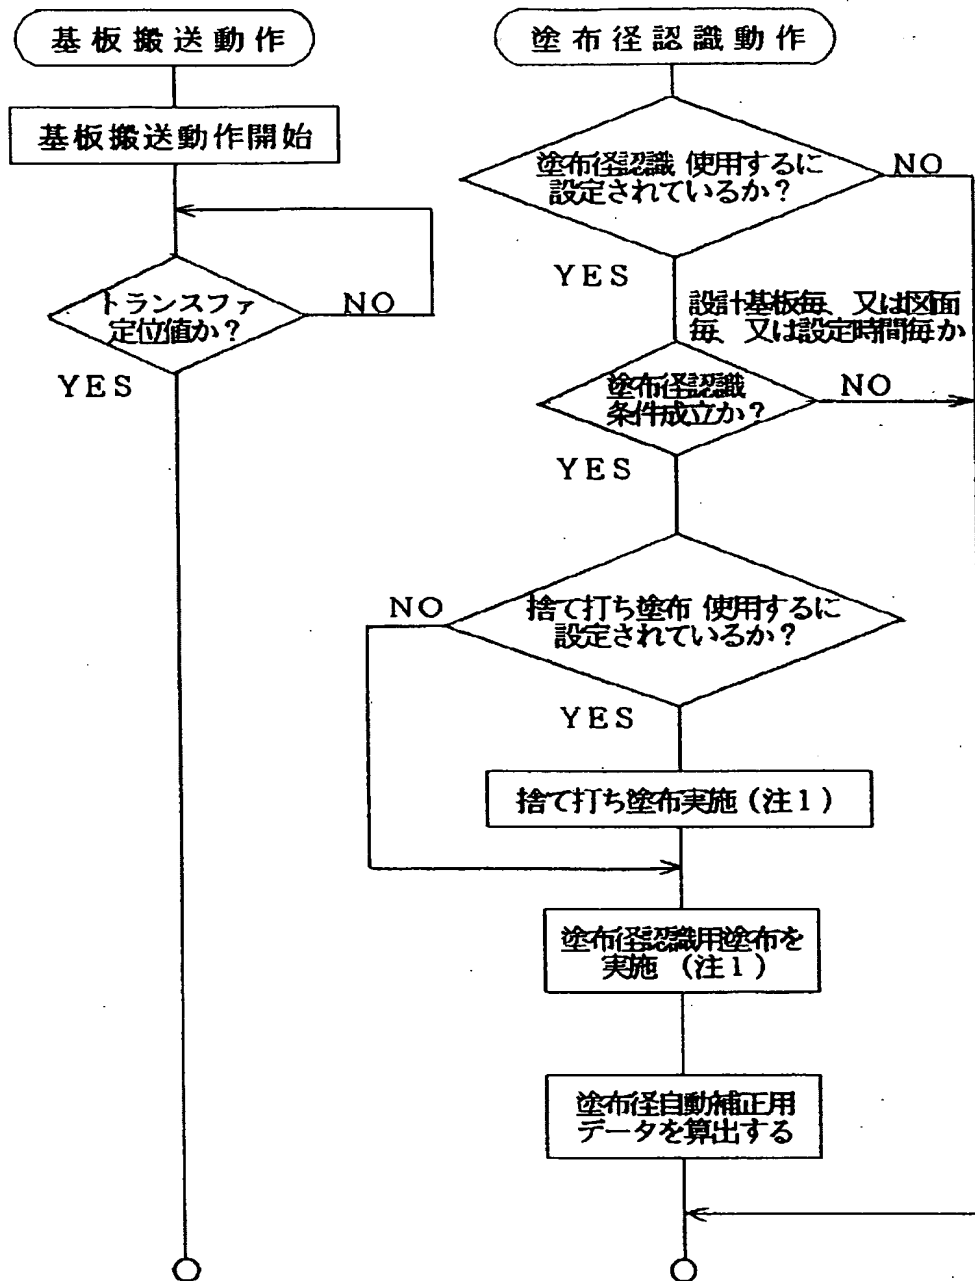 基板搬送動作
基板搬送動作開始
トランスファ
定位値か？
NO
YES
塗布径認識動作
塗布径認識 使用するに
設定されているか？
NO
YES
設計基板毎、又は図面
毎、又は設定時間毎か
塗布径認識
条件成立か？
NO
YES
捨て打ち塗布 使用するに
設定されているか？
NO
YES
捨て打ち塗布実施（注１）
塗布径認識用塗布を
実施 （注１）
塗布径自動補正用
データを算出する